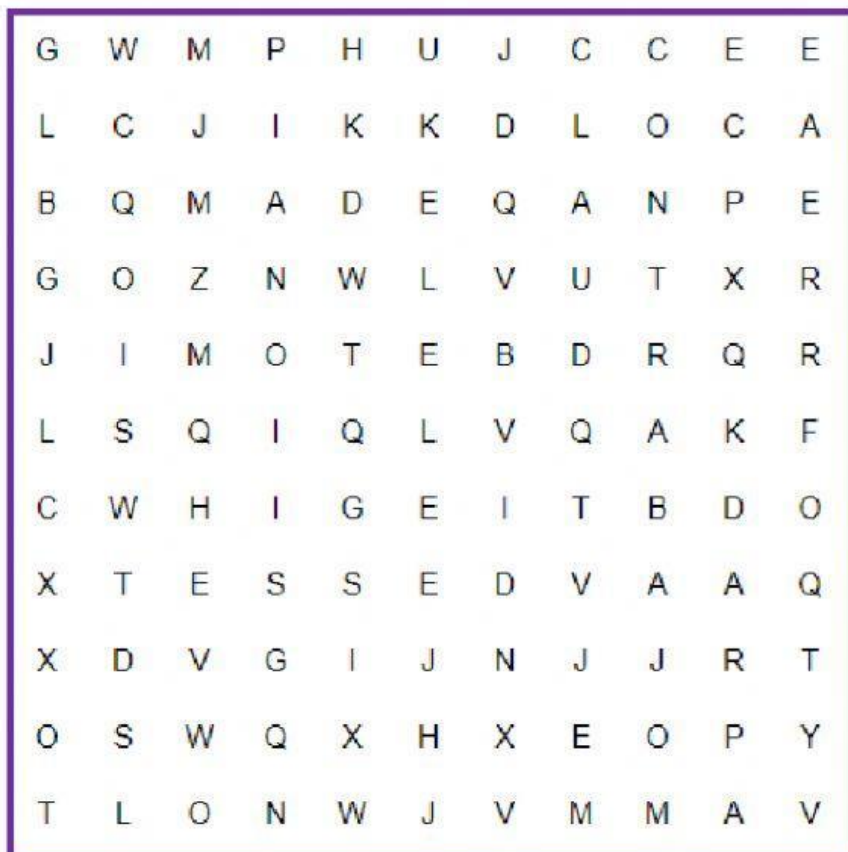 G W M P H U J C C E E
L C J I K K D L O C A
B Q M A D E Q A N P E
G O Z N W L V U T X R
J I M O T E B D R Q R
L S Q I Q L V Q A K F
C W H I G E I T B D O
X T E S S E D V A A Q
X D V G I J N J J R T
O S W Q X H X E O P Y
T L O N W J V M M A V